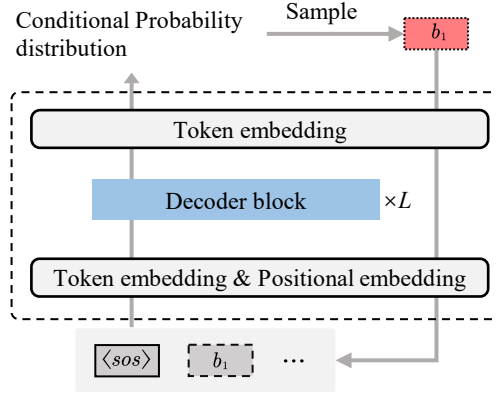 Conditional Probability
distribution
Sample
b₁
Token embedding
Decoder block ×L
Token embedding & Positional embedding
⟨sos⟩ b₁ ⋯